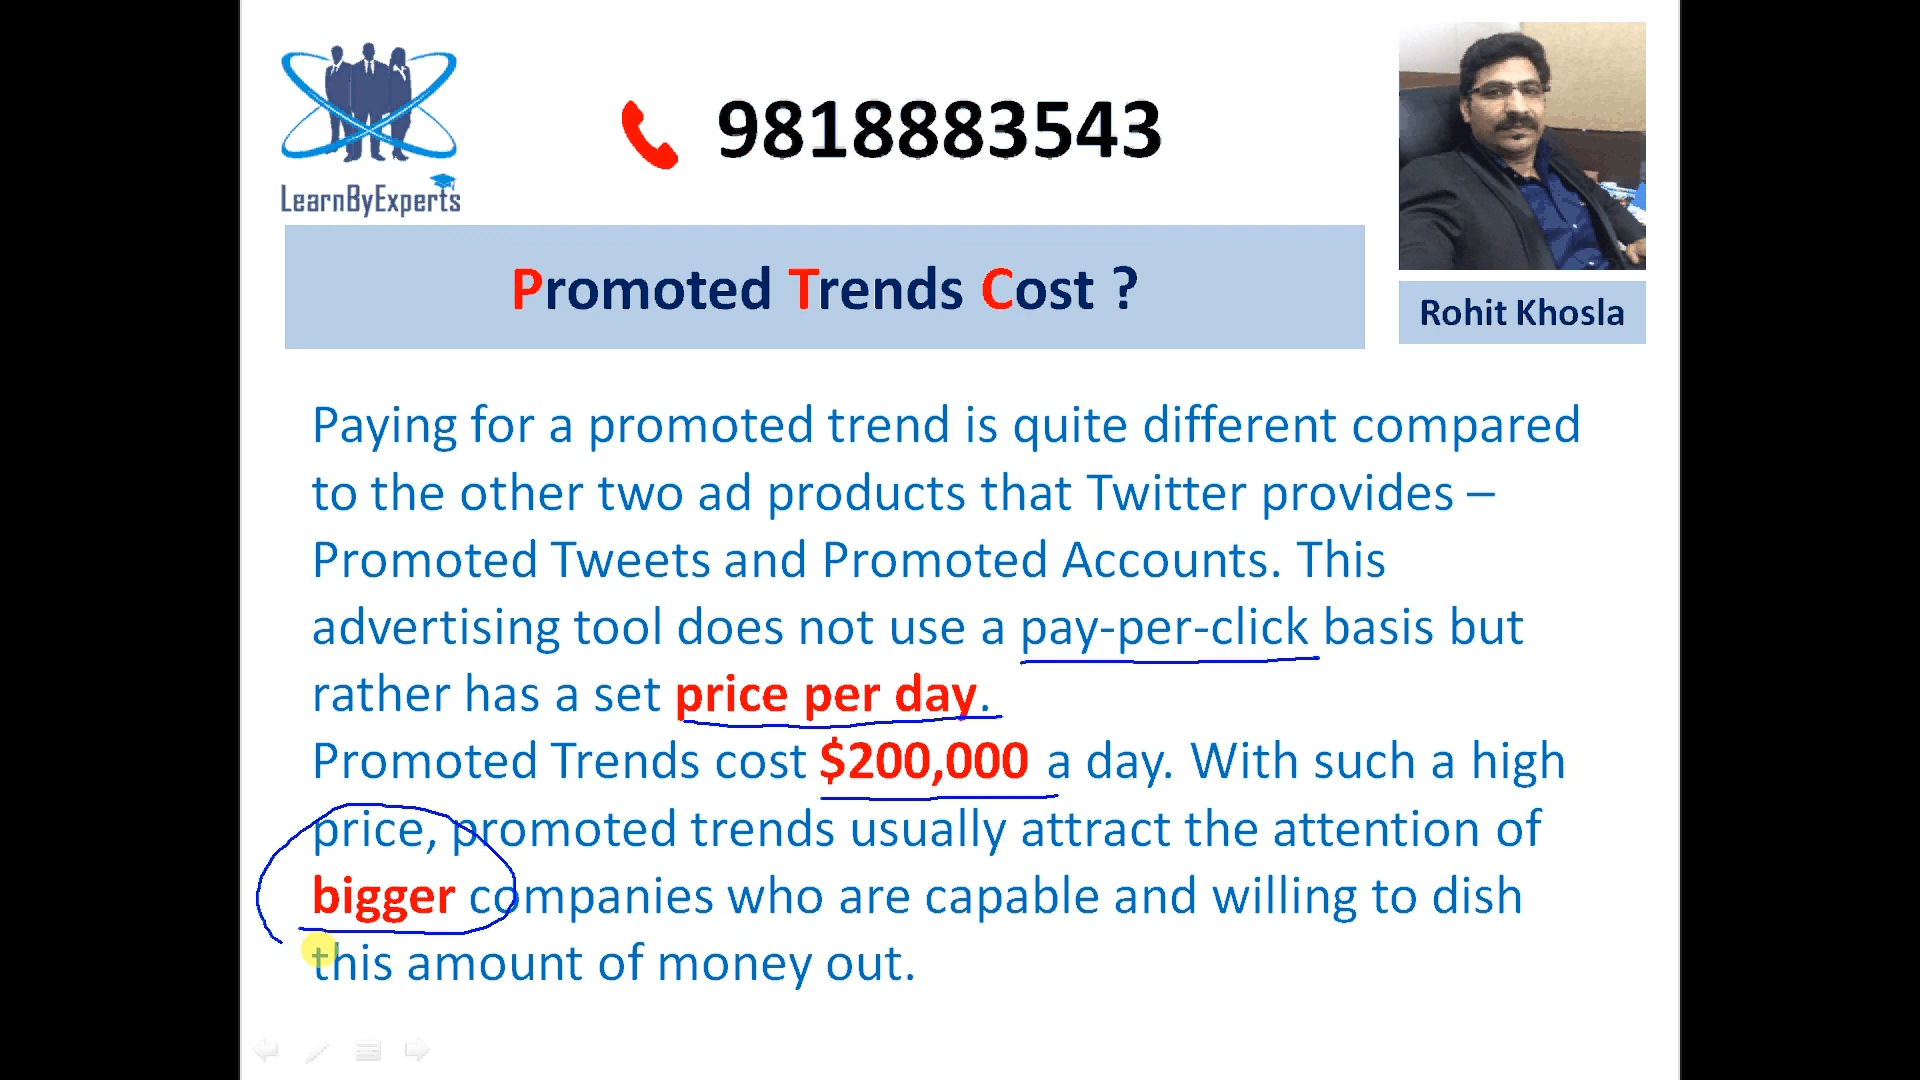 9818883543
LearnByExperts
Promoted Trends Cost ?
Rohit Khosla
Paying for a promoted trend is quite different compared
to the other two ad products that Twitter provides –
Promoted Tweets and Promoted Accounts. This
advertising tool does not use a pay-per-click basis but
rather has a set price per day.
Promoted Trends cost $200,000 a day. With such a high
price, promoted trends usually attract the attention of
bigger companies who are capable and willing to dish
this amount of money out.